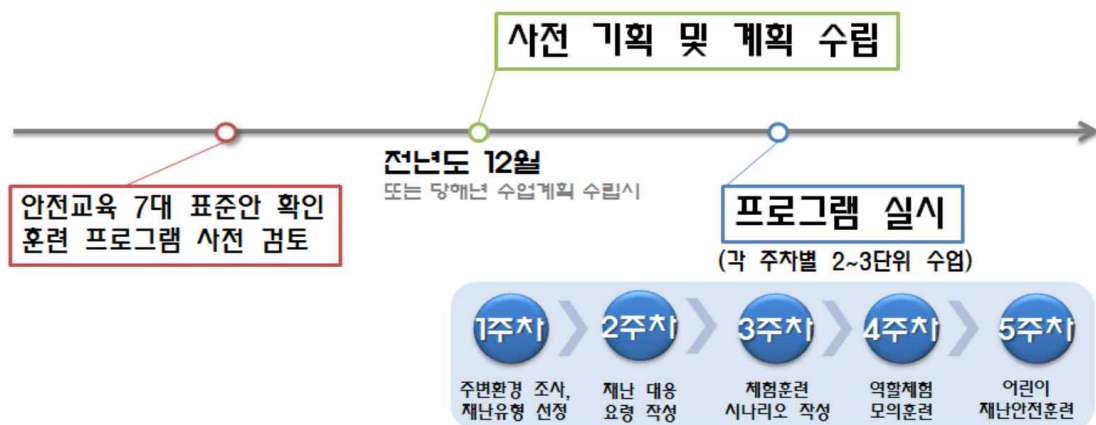 사전 기획 및 계획 수립
전년도 12월
또는 당해년 수업계획 수립시
안전교육 7대 표준안 확인
훈련 프로그램 사전 검토
프로그램 실시
(각 주차별 2~3단위 수업)
1주차
2주차
3주차
4주차
5주차
주변환경 조사,
재난유형 선정
재난 대응
요령 작성
체험훈련
시나리오 작성
역할체험
모의훈련
어린이
재난안전훈련